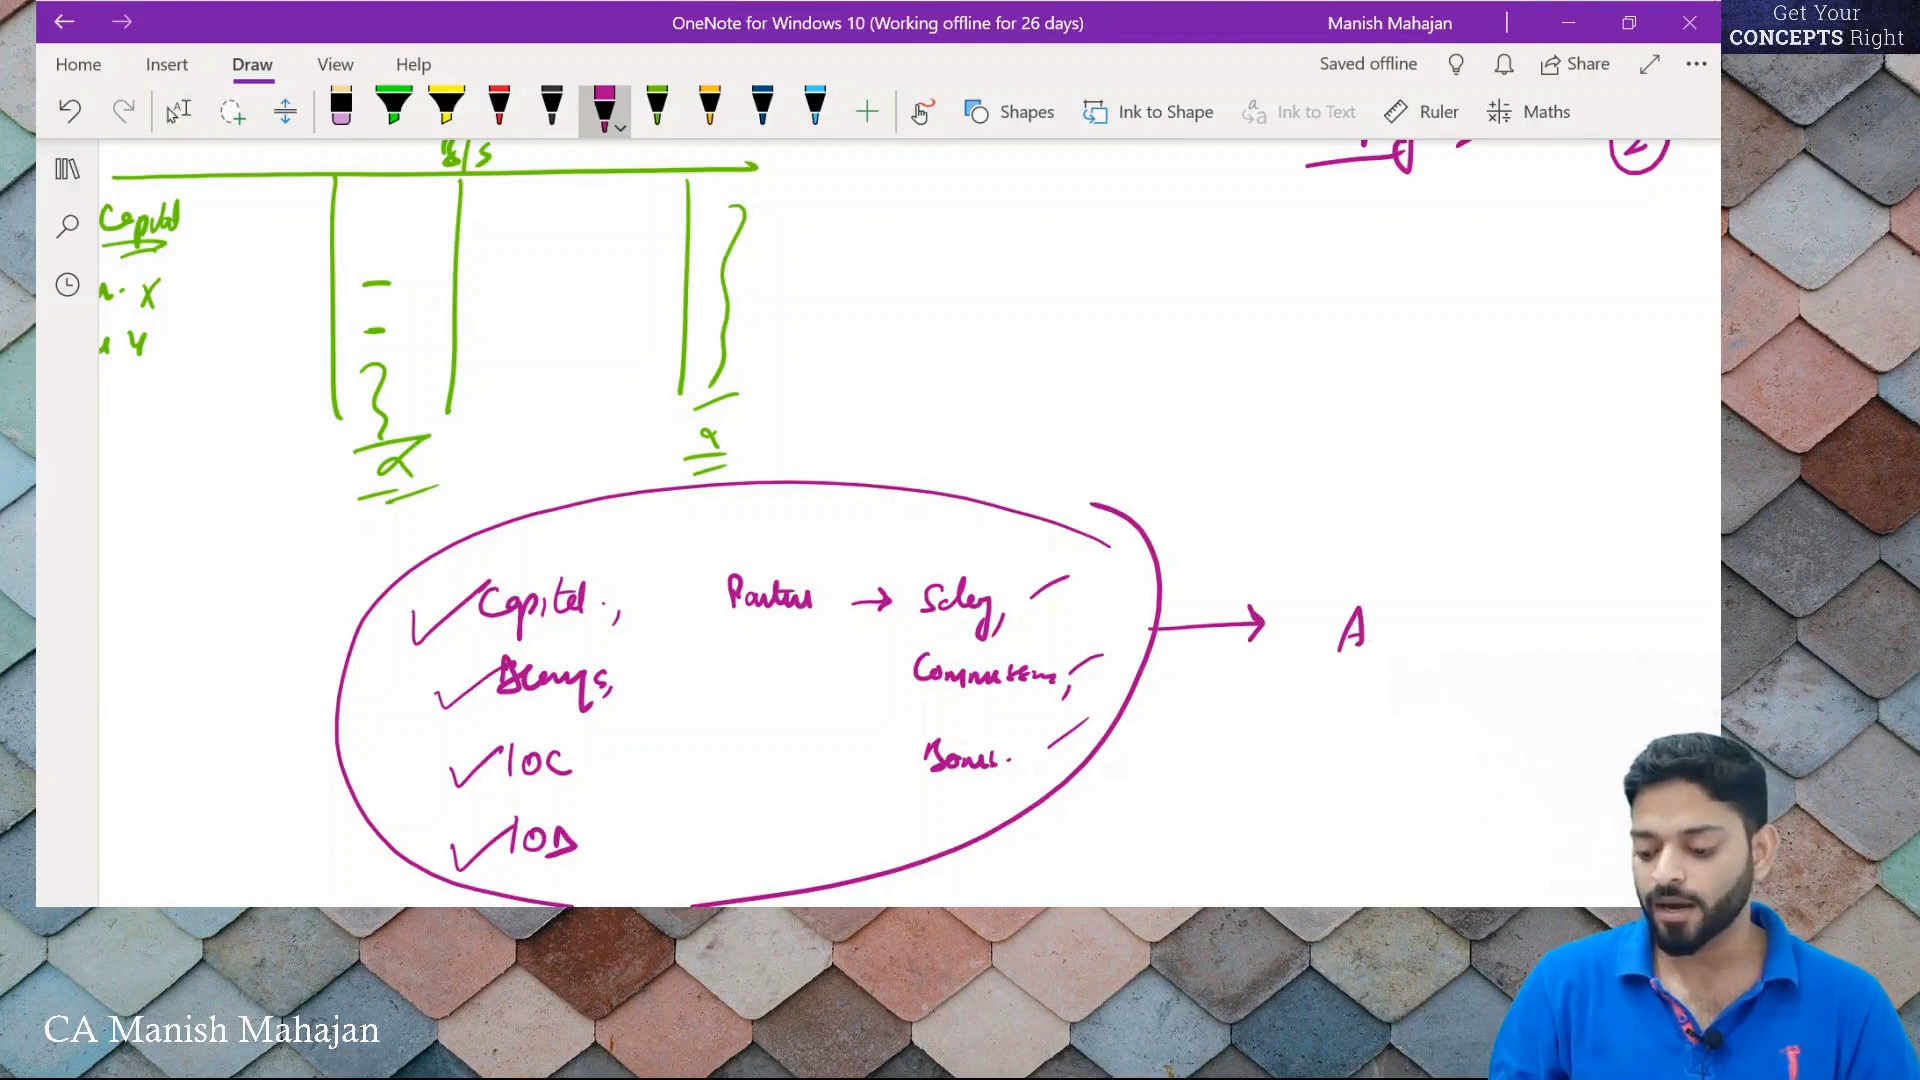 OneNote for Windows 10 (Working offline for 26 days)
Manish Mahajan
Get Your
CONCEPTS Right
Home Insert Draw View Help
Saved offline Share
Shapes Ink to Shape Ink to Text Ruler Maths
B/S
Capital
X
Y
2
Capital,
Partners → Salary,
A
Commission,
IOC
Bonus.
IOD
CA Manish Mahajan